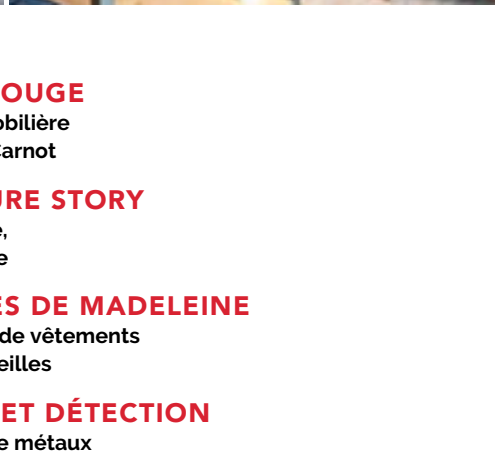 OUGE
obilière
Carnot
URE STORY
e,
e
ES DE MADELEINE
de vêtements
eilles
ET DÉTECTION
e métaux